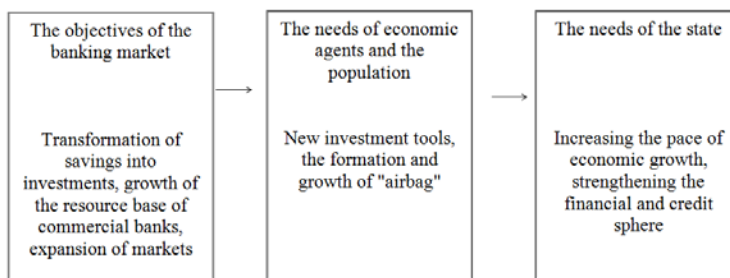 The objectives of the
banking market
Transformation of
savings into
investments, growth of
the resource base of
commercial banks,
expansion of markets
The needs of economic
agents and the
population
New investment tools,
the formation and
growth of "airbag"
The needs of the state
Increasing the pace of
economic growth,
strengthening the
financial and credit
sphere